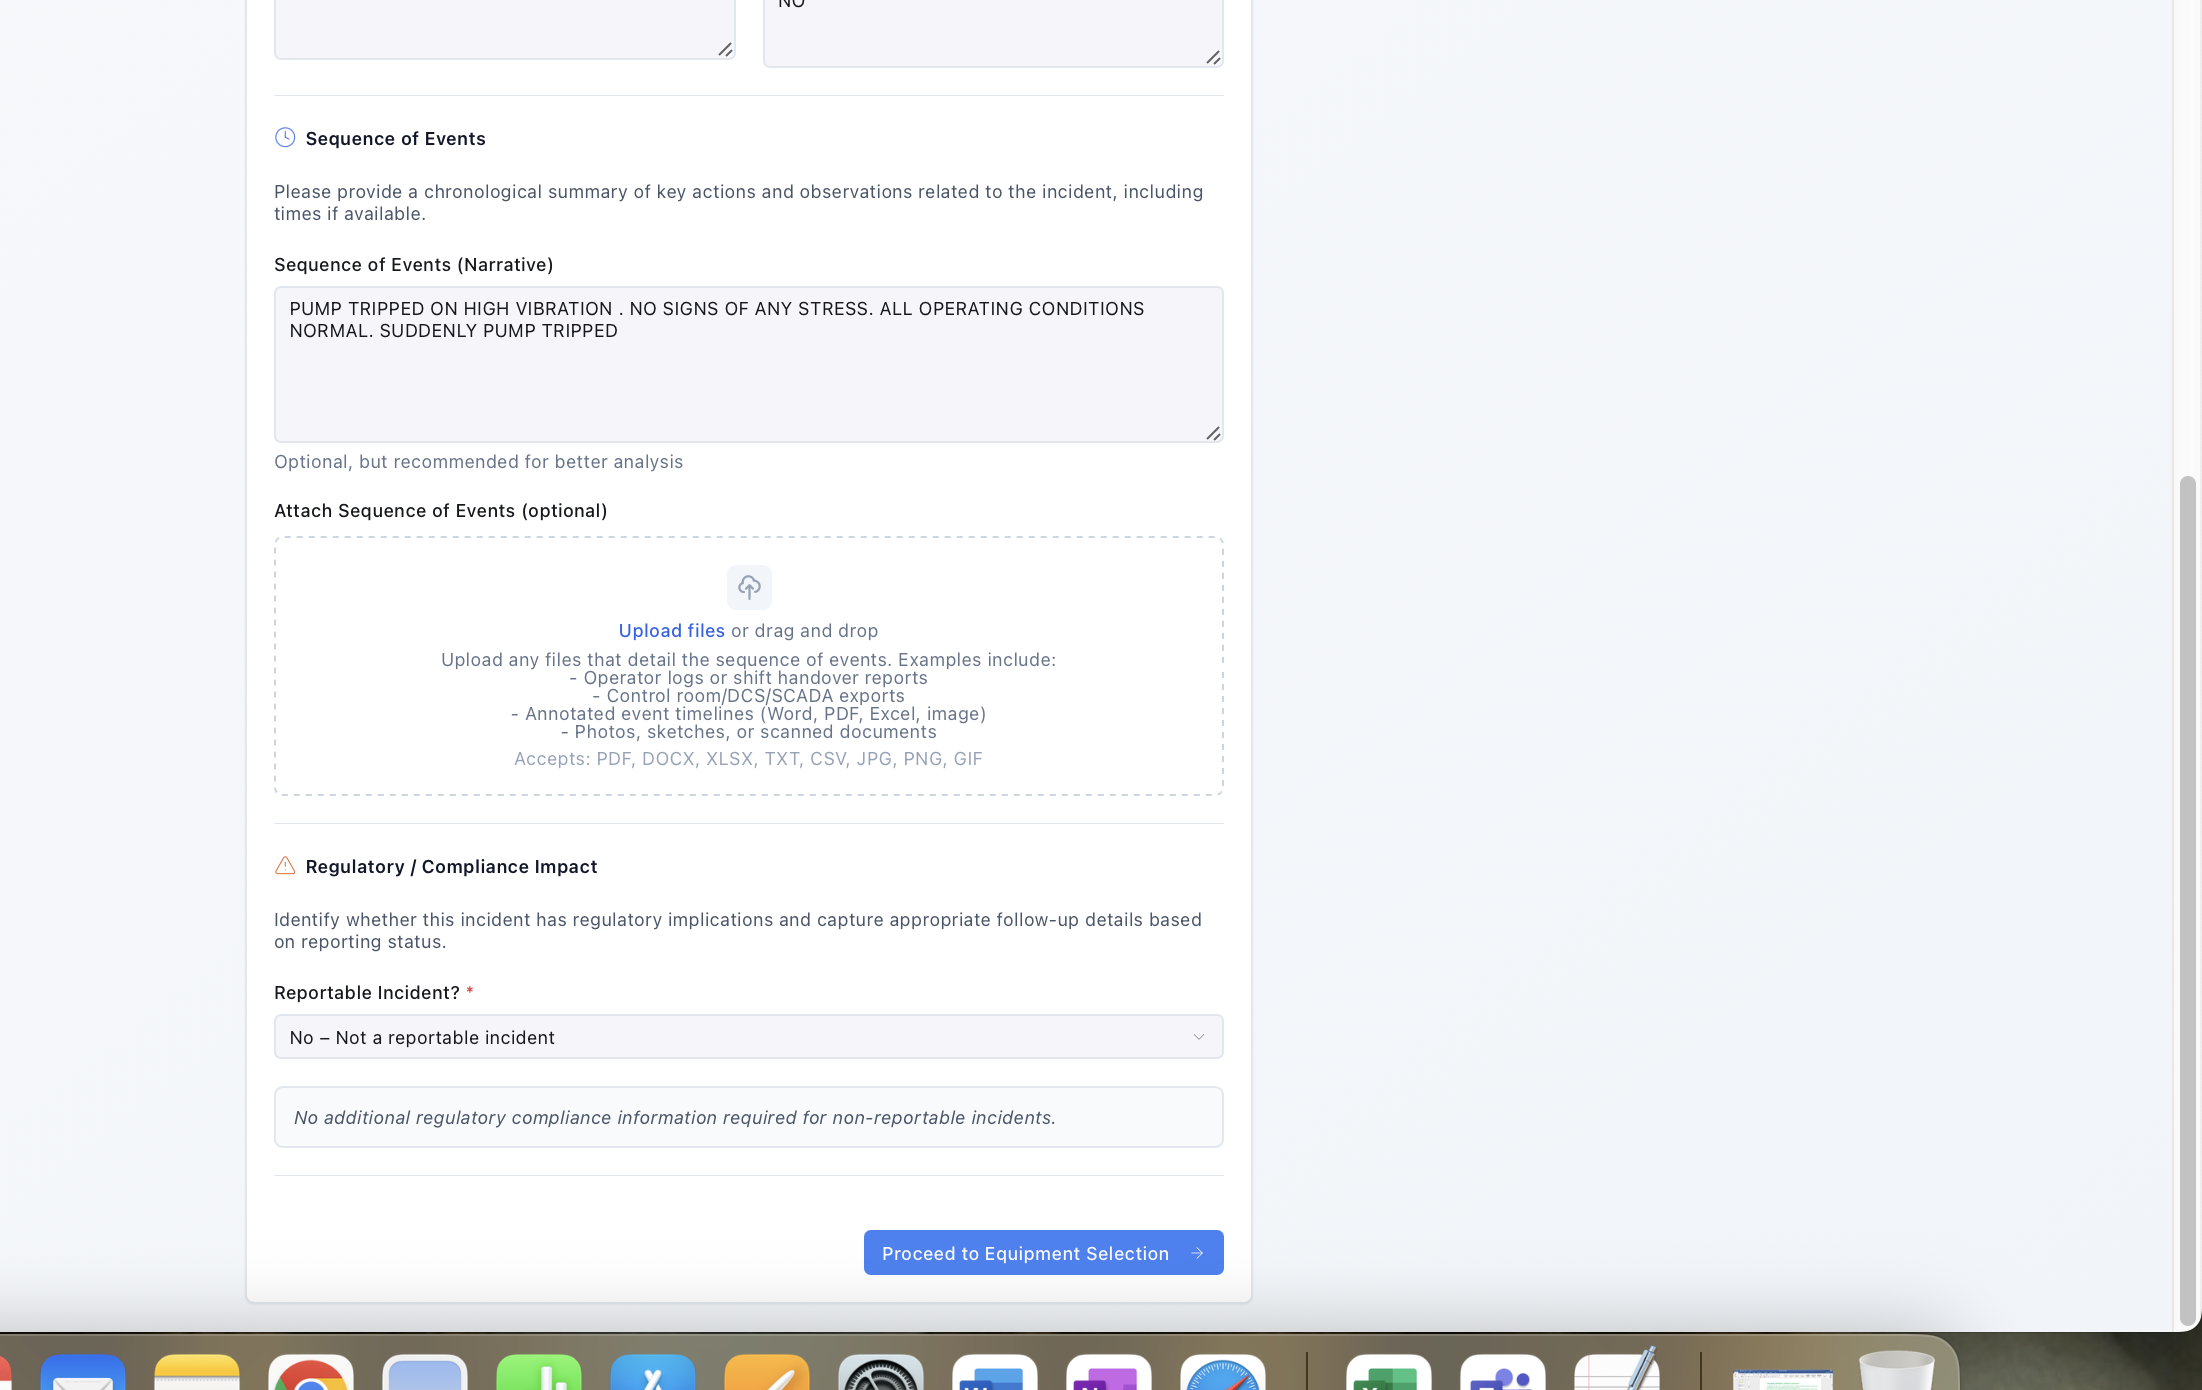 NO
Sequence of Events
Please provide a chronological summary of key actions and observations related to the incident, including
times if available.
Sequence of Events (Narrative)
PUMP TRIPPED ON HIGH VIBRATION . NO SIGNS OF ANY STRESS. ALL OPERATING CONDITIONS
NORMAL. SUDDENLY PUMP TRIPPED
Optional, but recommended for better analysis
Attach Sequence of Events (optional)
Upload files or drag and drop
Upload any files that detail the sequence of events. Examples include:
- Operator logs or shift handover reports
- Control room/DCS/SCADA exports
- Annotated event timelines (Word, PDF, Excel, image)
- Photos, sketches, or scanned documents
Accepts: PDF, DOCX, XLSX, TXT, CSV, JPG, PNG, GIF
Regulatory / Compliance Impact
Identify whether this incident has regulatory implications and capture appropriate follow-up details based
on reporting status.
Reportable Incident? *
No – Not a reportable incident
No additional regulatory compliance information required for non-reportable incidents.
Proceed to Equipment Selection →